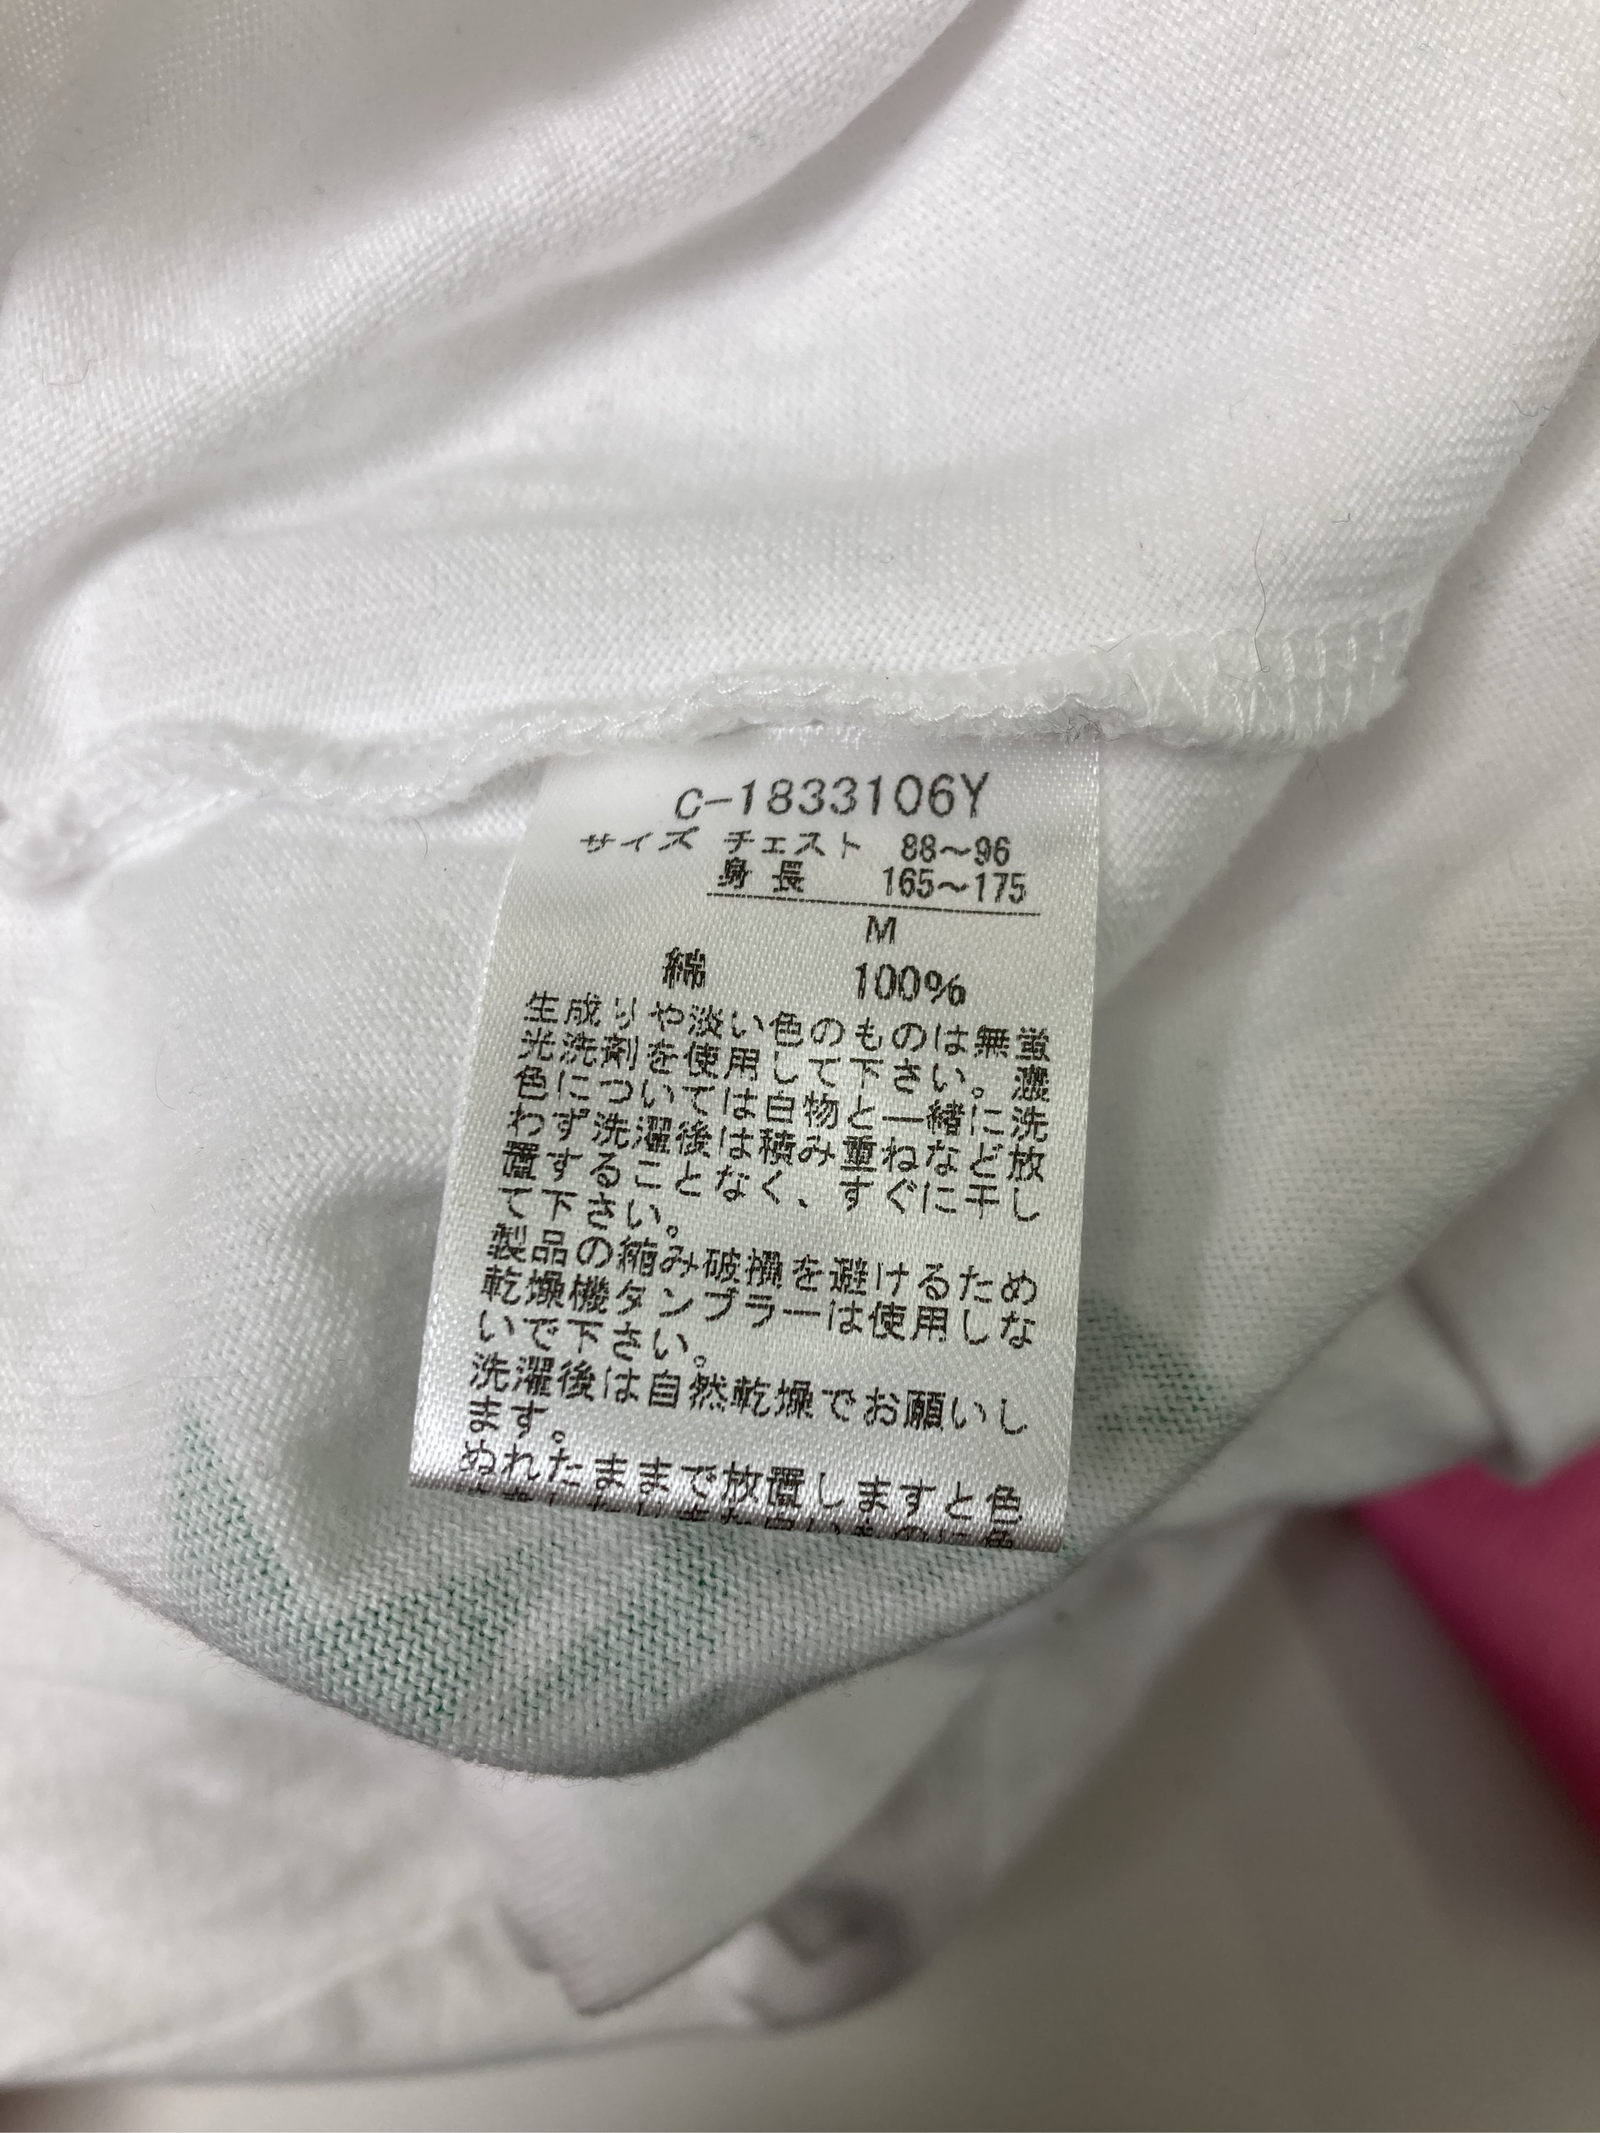 C-1833106Y
サイズ チェスト 88～96
身長 165～175
M
綿 100%
生成りや淡い色のものは無蛍
光洗剤を使用して下さい。濃
色については白物と一緒に洗
わず洗濯後は積み重ねなど放
置することなく、すぐに干し
て下さい。
製品の縮み破損を避けるため
乾燥機タンブラーは使用しな
いで下さい。
洗濯後は自然乾燥でお願いし
ます。
ぬれたままで放置しますと色